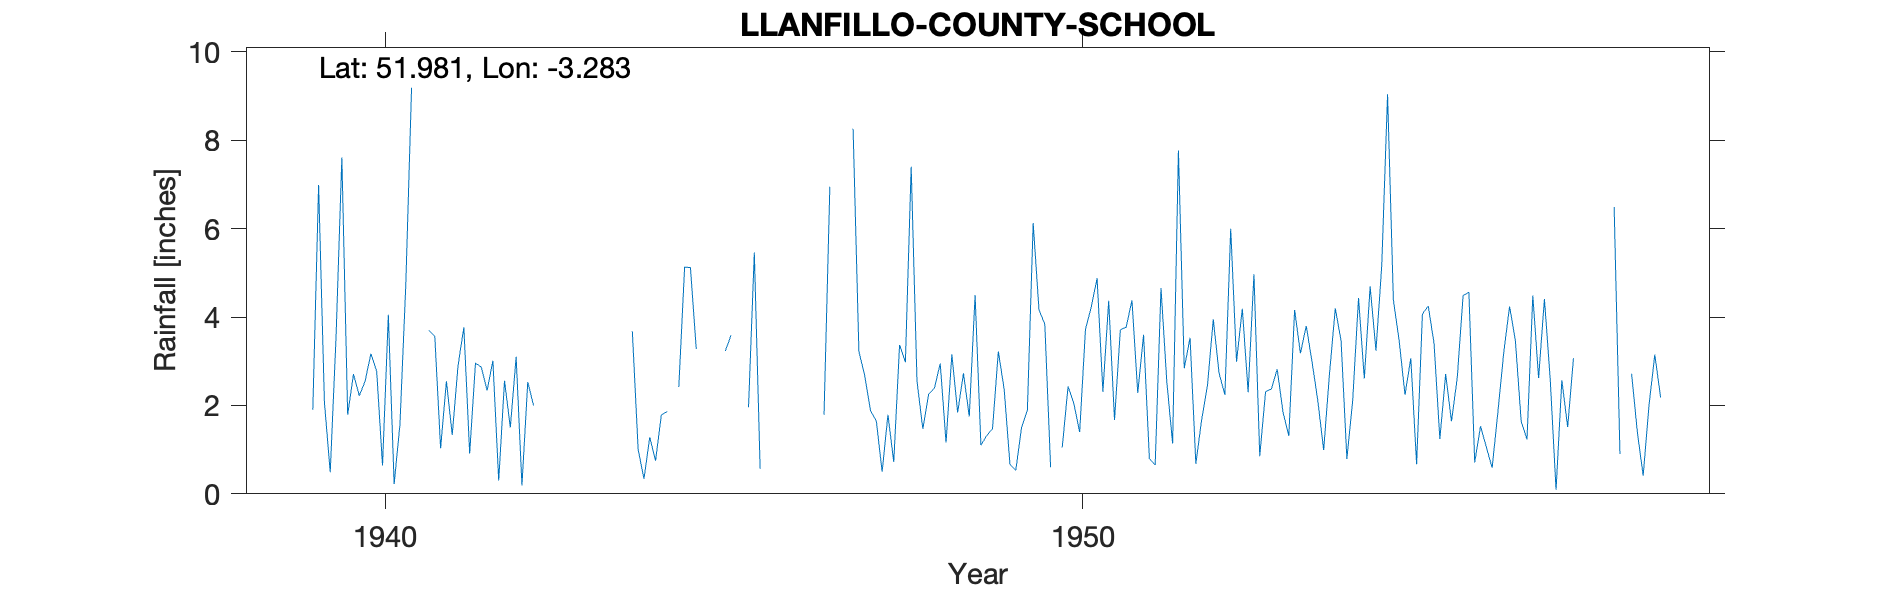 LLANFILLO-COUNTY-SCHOOL
Lat: 51.981, Lon: -3.283
10
8
6
4
2
0
Rainfall [inches]
1940 1950
Year